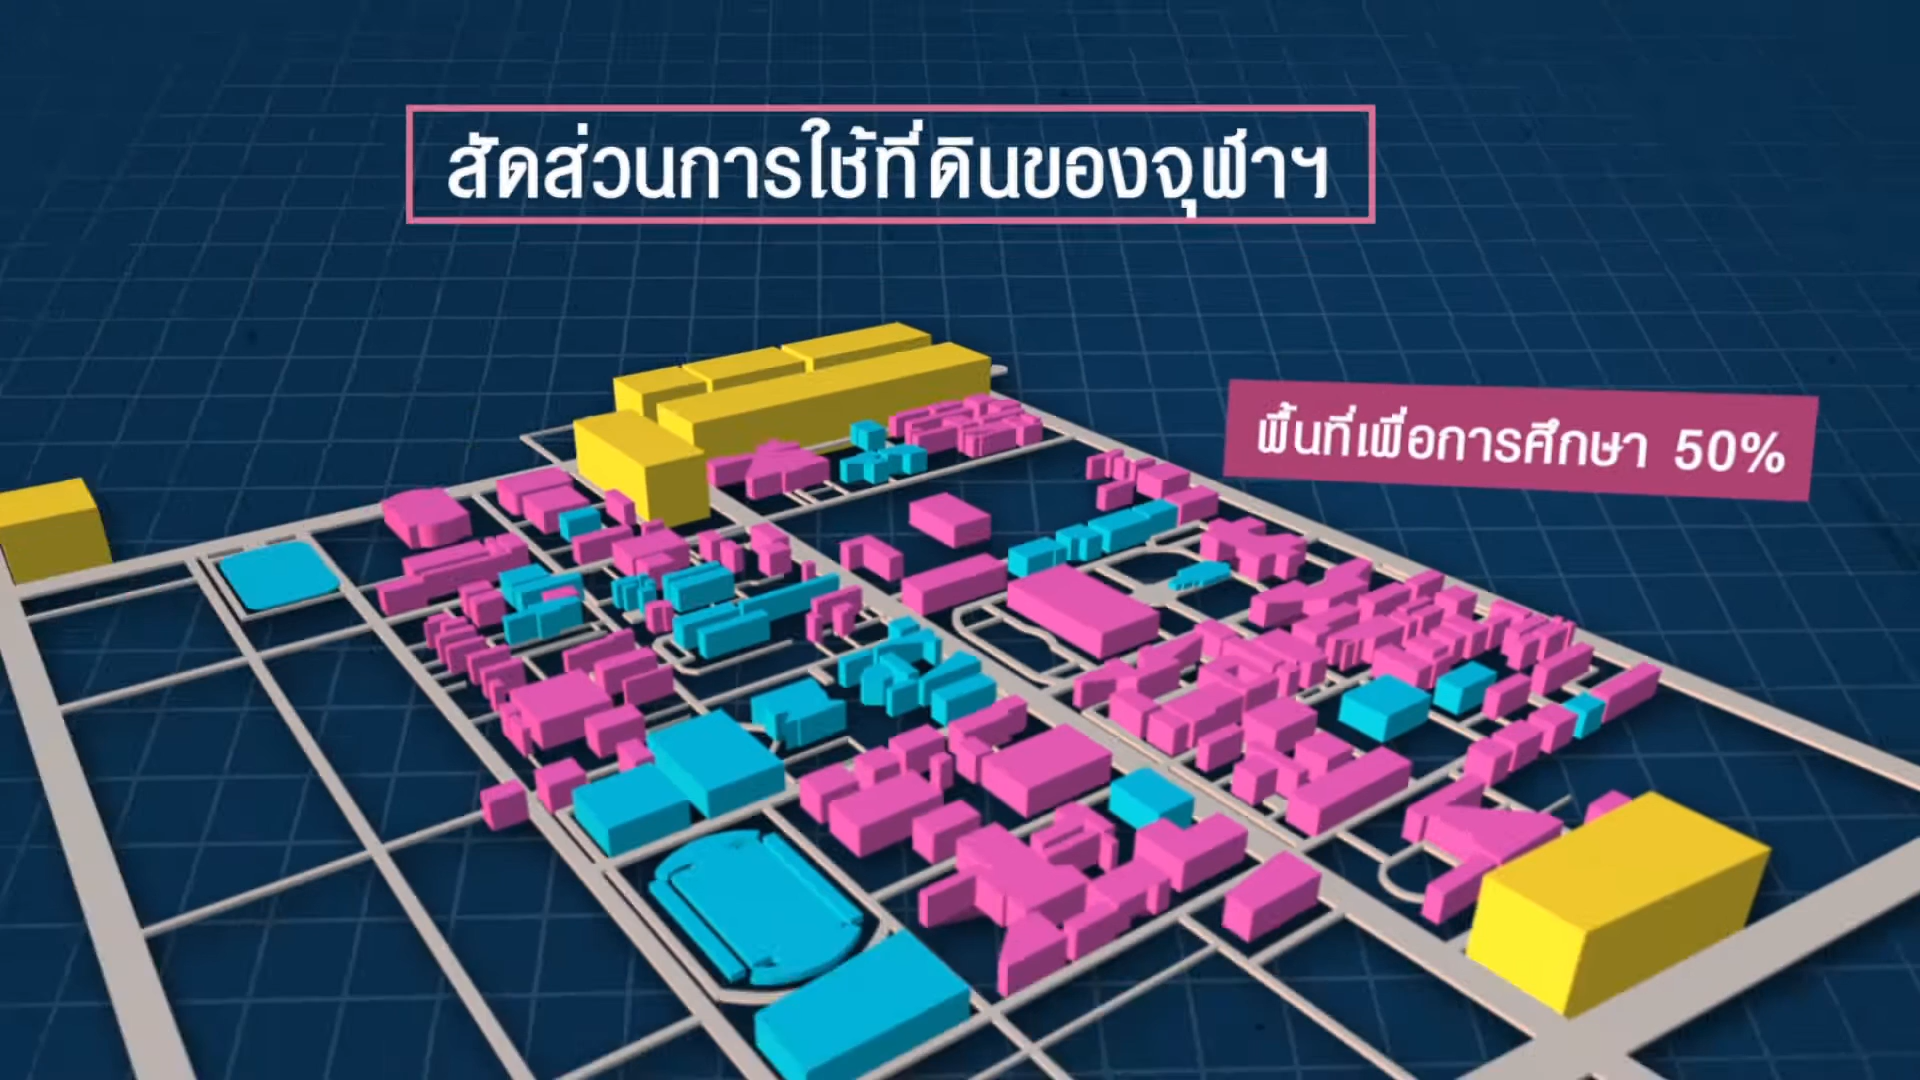 สัดส่วนการใช้ที่ดินของจุฬาฯ
พื้นที่เพื่อการศึกษา 50%